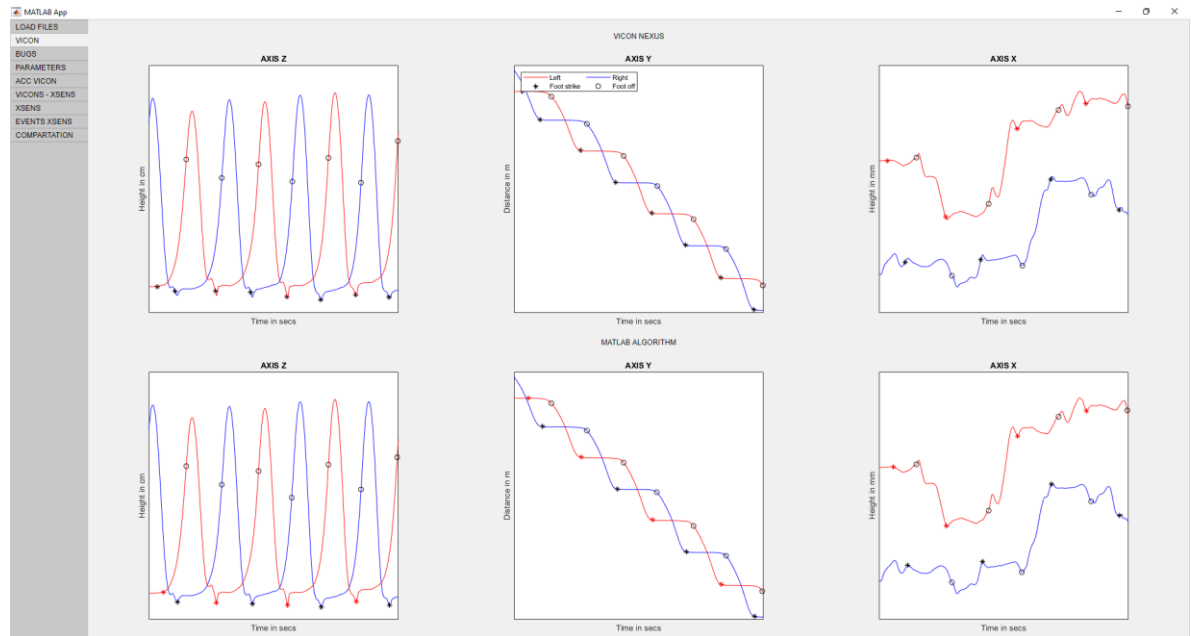 MATLAB App
LOAD FILES
VICON
BUGS
PARAMETERS
ACC VICON
VICONS - XSENS
XSENS
EVENTS XSENS
COMPARTATION
VICON NEXUS
AXIS Z
Height in cm
Time in secs
AXIS Y
Left Right
Foot strike Foot off
Distance in m
Time in secs
AXIS X
Height in mm
Time in secs
MATLAB ALGORITHM
AXIS Z
Height in cm
Time in secs
AXIS Y
Distance in m
Time in secs
AXIS X
Height in mm
Time in secs